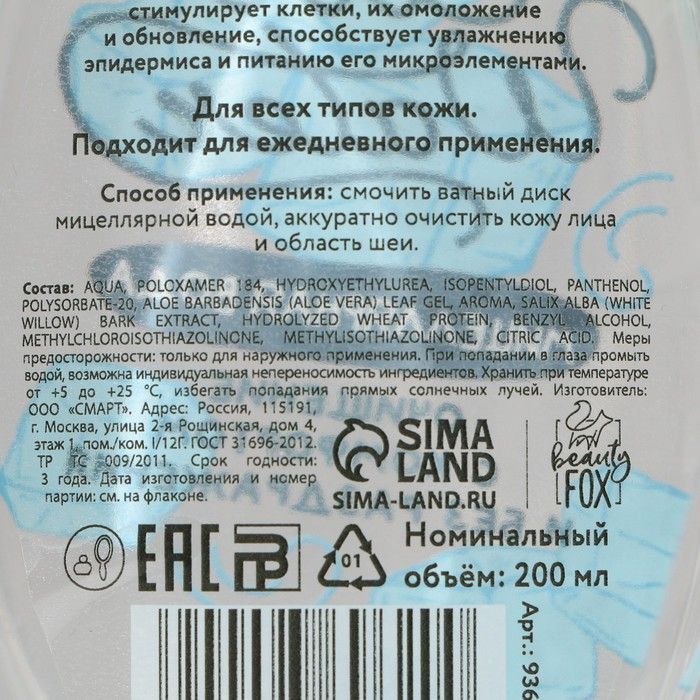 стимулирует клетки, их омоложение
и обновление, способствует увлажнению
эпидермиса и питанию его микроэлементами.
Для всех типов кожи.
Подходит для ежедневного применения.
Способ применения: смочить ватный диск
мицеллярной водой, аккуратно очистить кожу лица
и область шеи.
Состав: AQUA, POLOXAMER 184, HYDROXYETHYLUREA, ISOPENTYLDIOL, PANTHENOL,
POLYSORBATE-20, ALOE BARBADENSIS (ALOE VERA) LEAF GEL, AROMA, SALIX ALBA (WHITE
WILLOW) BARK EXTRACT, HYDROLYZED WHEAT PROTEIN, BENZYL ALCOHOL,
METHYLCHLOROISOTHIAZOLINONE, METHYLISOTHIAZOLINONE, CITRIC ACID. Меры
предосторожности: только для наружного применения. При попадании в глаза промыть
водой, возможна индивидуальная непереносимость ингредиентов. Хранить при температуре
от +5 до +25 °С, избегать попадания прямых солнечных лучей. Изготовитель:
ООО «СМАРТ». Адрес: Россия, 115191,
г. Москва, улица 2-я Рощинская, дом 4,
этаж 1, пом./ком. I/12Г. ГОСТ 31696-2012.
ТР ТС 009/2011. Срок годности:
3 года. Дата изготовления и номер
партии: см. на флаконе.
SIMA
LAND
SIMA-LAND.RU
beauty
FOX
EAC
01
Номинальный
объём: 200 мл
Арт.: 936